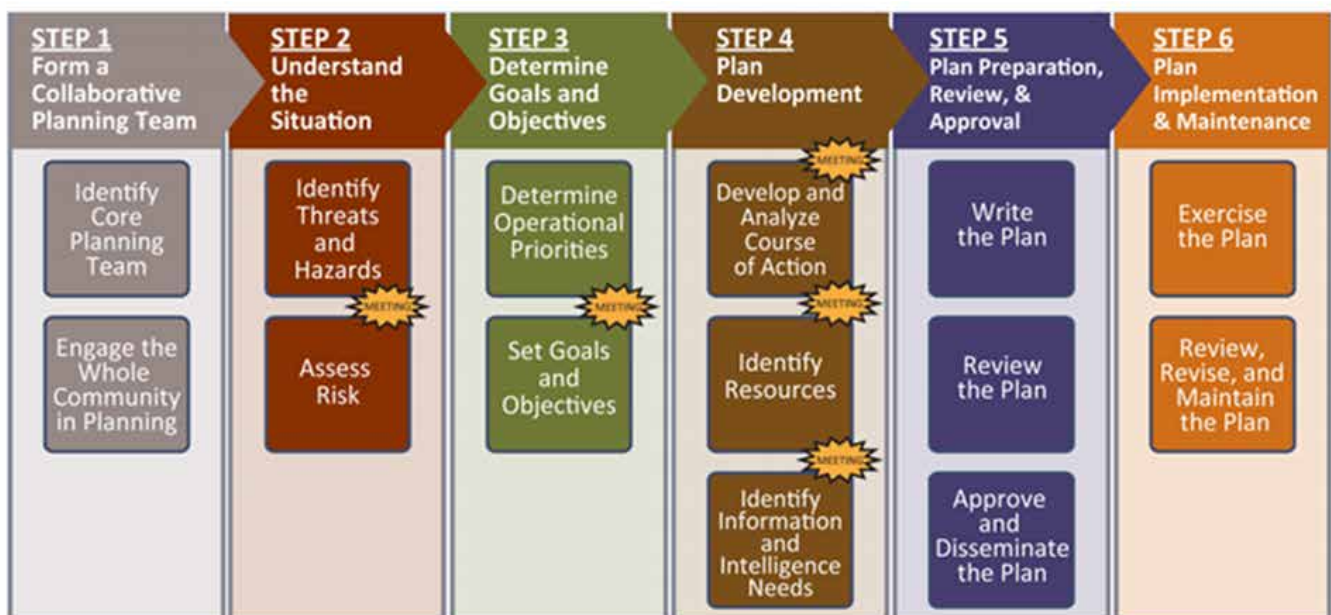 STEP 1
Form a
Collaborative
Planning Team
Identify
Core
Planning
Team
Engage the
Whole
Community
in Planning
STEP 2
Understand
the
Situation
Identify
Threats
and
Hazards
MEETING
Assess
Risk
STEP 3
Determine
Goals and
Objectives
Determine
Operational
Priorities
MEETING
Set Goals
and
Objectives
STEP 4
Plan
Development
MEETING
Develop and
Analyze
Course
of Action
MEETING
Identify
Resources
MEETING
Identify
Information
and
Intelligence
Needs
STEP 5
Plan Preparation,
Review, &
Approval
Write
the Plan
Review
the Plan
Approve
and
Disseminate
the Plan
STEP 6
Plan
Implementation
& Maintenance
Exercise
the Plan
Review,
Revise, and
Maintain
the Plan